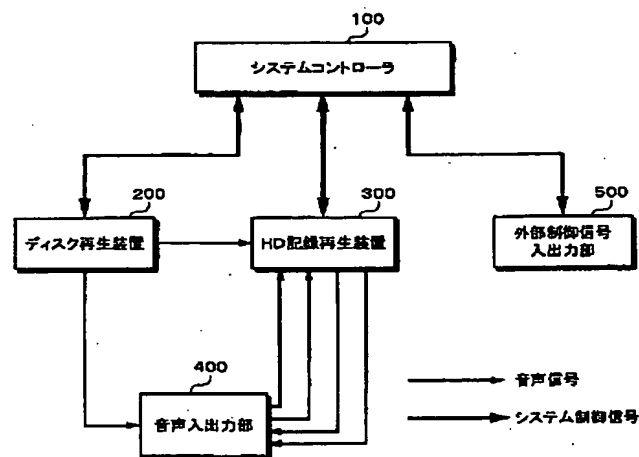 100
システムコントローラ
200
ディスク再生装置
300
HD記録再生装置
500
外部制御信号
入出力部
400
音声入出力部
音声信号
システム制御信号